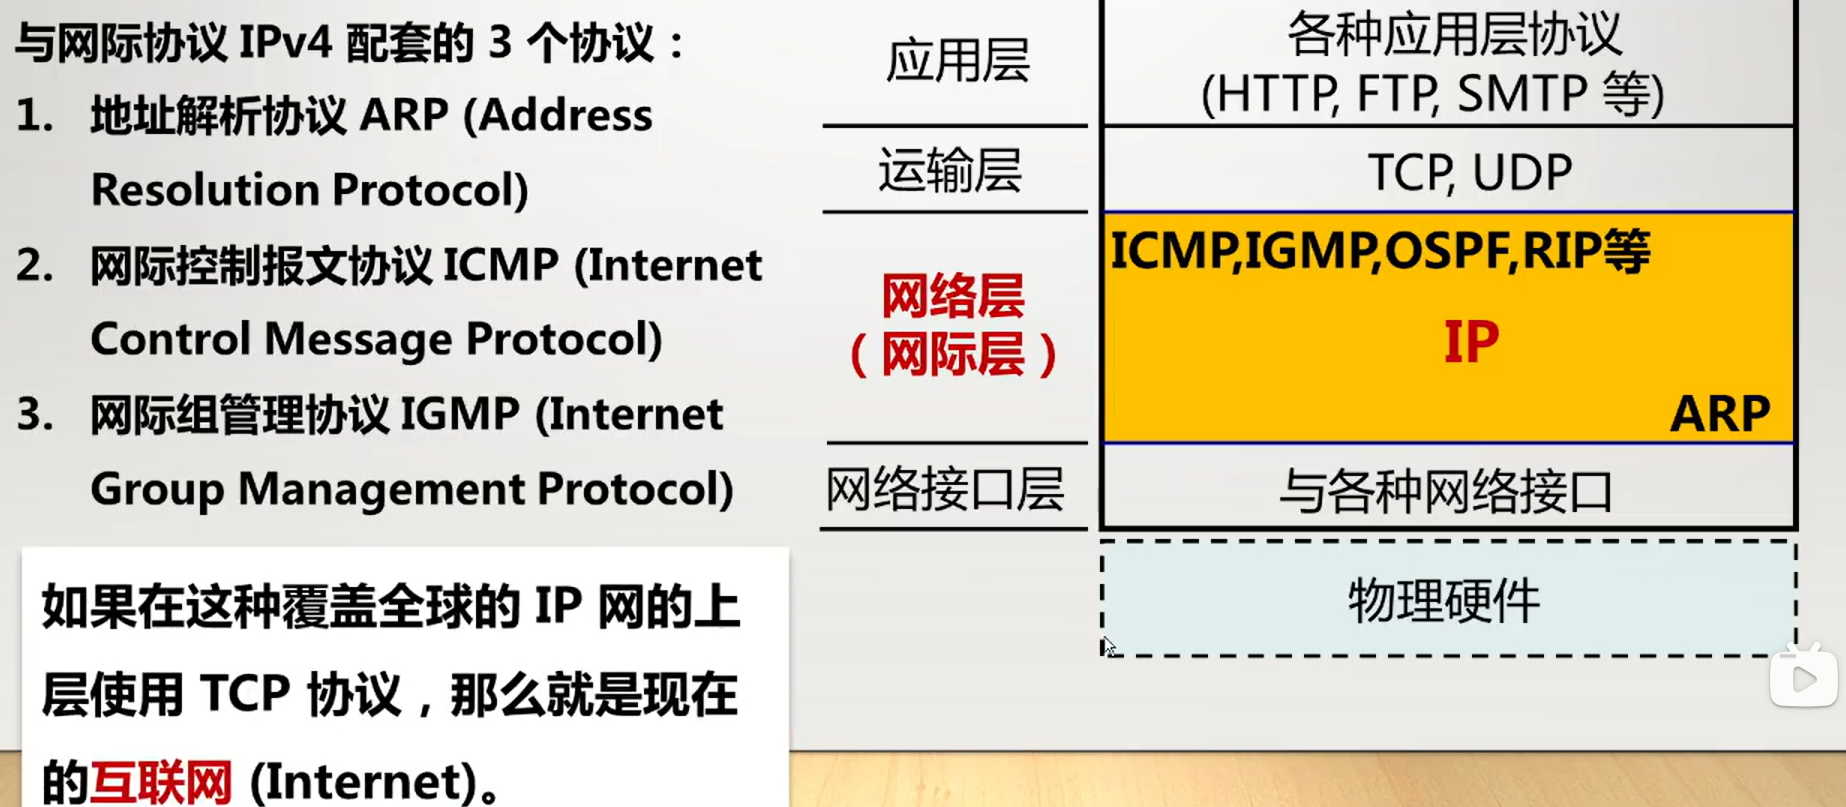 与网际协议 IPv4 配套的 3 个协议：
1. 地址解析协议 ARP (Address
Resolution Protocol)
2. 网际控制报文协议 ICMP (Internet
Control Message Protocol)
3. 网际组管理协议 IGMP (Internet
Group Management Protocol)
如果在这种覆盖全球的 IP 网的上
层使用 TCP 协议，那么就是现在
的互联网 (Internet)。
应用层
各种应用层协议
(HTTP, FTP, SMTP 等)
运输层
TCP, UDP
网络层
（网际层）
ICMP,IGMP,OSPF,RIP等
IP
ARP
网络接口层
与各种网络接口
物理硬件